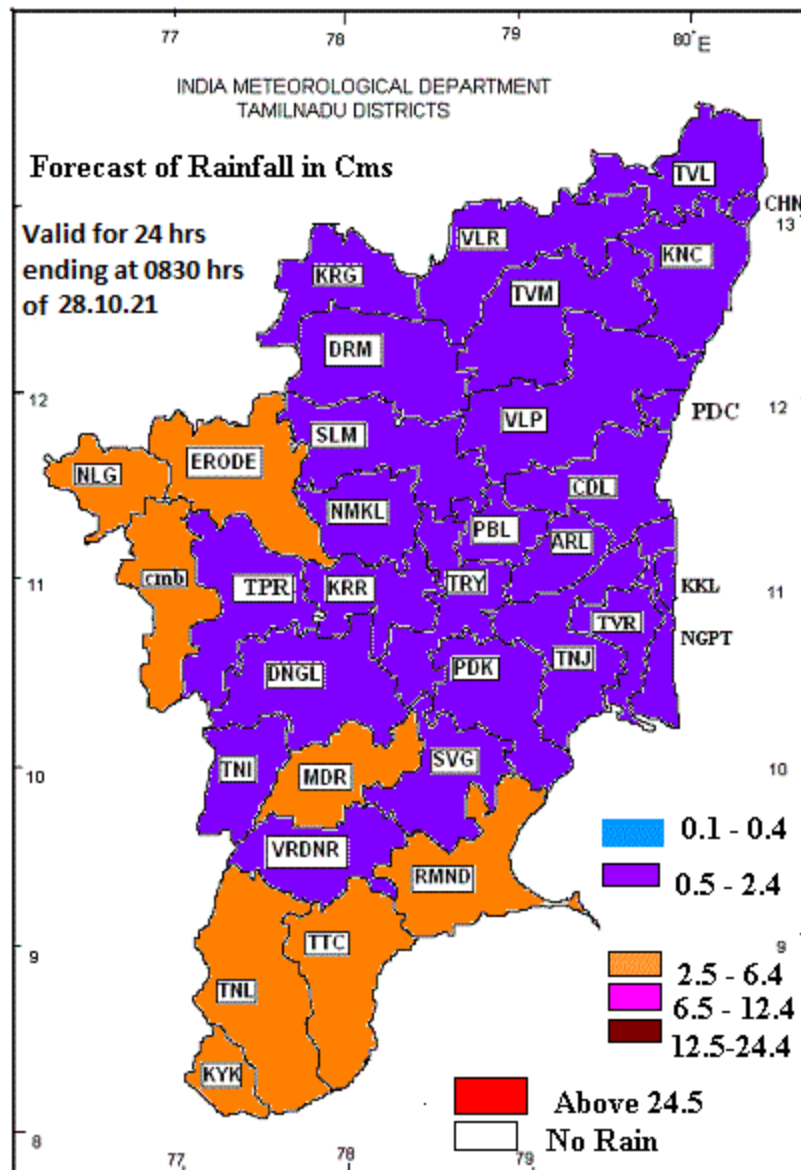 77 78 79 80°E
INDIA METEOROLOGICAL DEPARTMENT
TAMILNADU DISTRICTS
Forecast of Rainfall in Cms
TVL
CHN
13
Valid for 24 hrs
ending at 0830 hrs
of 28.10.21
VLR
KNC
KRG
TVM
DRM
12
12
PDC
VLP
SLM
ERODE
NLG
CDL
NMKL
PBL
ARL
11
cmb
TPR
KRR
TRY
KKL
11
TVR
NGPT
TNJ
DNGL
PDK
10
TNI
MDR
SVG
10
0.1 - 0.4
VRDNR
0.5 - 2.4
RMND
9
TTC
9
2.5 - 6.4
TNL
6.5 - 12.4
12.5-24.4
KYK
Above 24.5
8
No Rain
77 78 79